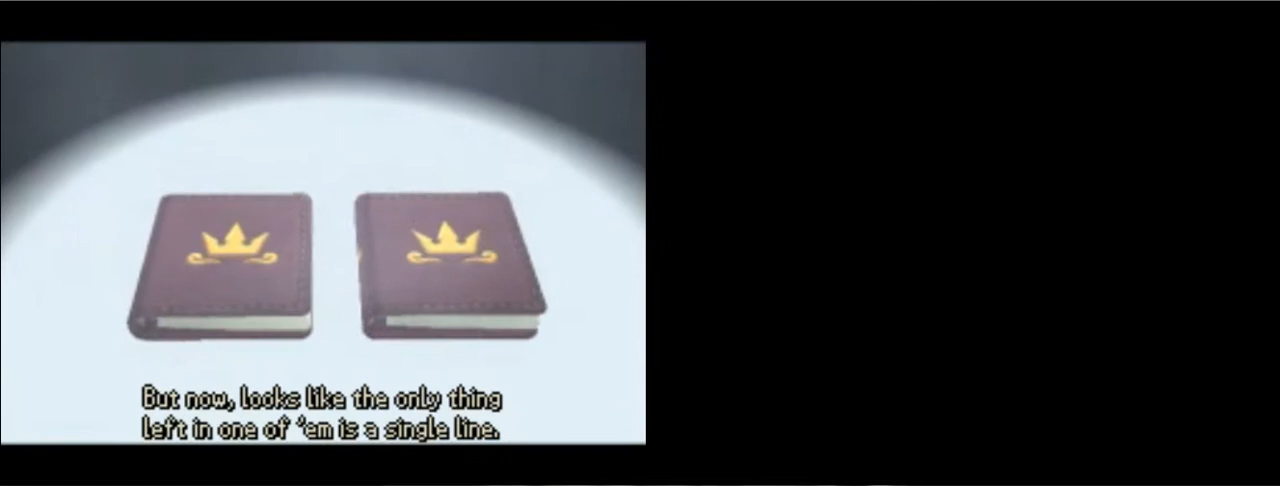 But now, looks like the only thing
left in one of 'em is a single line.